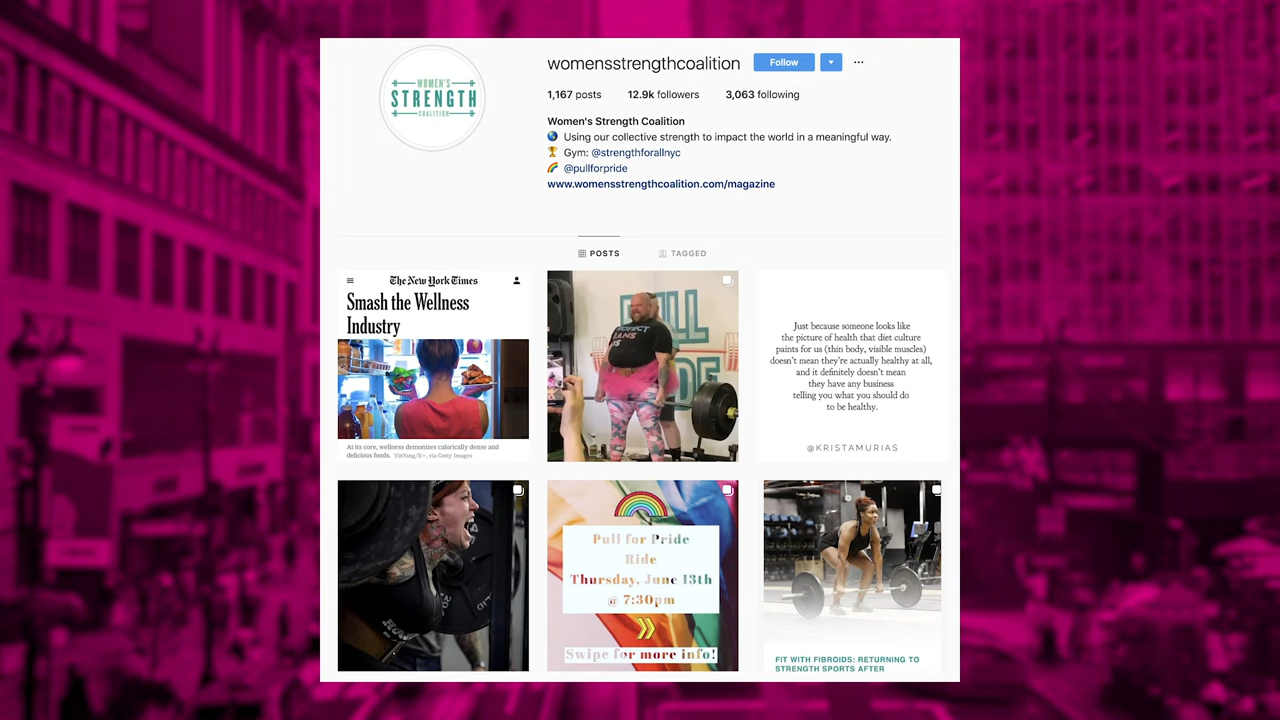 WOMEN'S
STRENGTH
COALITION
womensstrengthcoalition Follow
1,167 posts 12.9k followers 3,063 following
Women's Strength Coalition
Using our collective strength to impact the world in a meaningful way.
Gym: @strengthforallnyc
@pullforpride
www.womensstrengthcoalition.com/magazine
POSTS TAGGED
The New York Times
Smash the Wellness
Industry
At its core, wellness demonizes calorically dense and
delicious foods. YinYang/E+, via Getty Images
Just because someone looks like
the picture of health that diet culture
paints for us (thin body, visible muscles)
doesn't mean they're actually healthy at all,
and it definitely doesn't mean
they have any business
telling you what you should do
to be healthy.
@KRISTAMURIAS
Pull for Pride
Ride
Thursday, June 13th
@ 7:30pm
Swipe for more info!
FIT WITH FIBROIDS: RETURNING TO
STRENGTH SPORTS AFTER